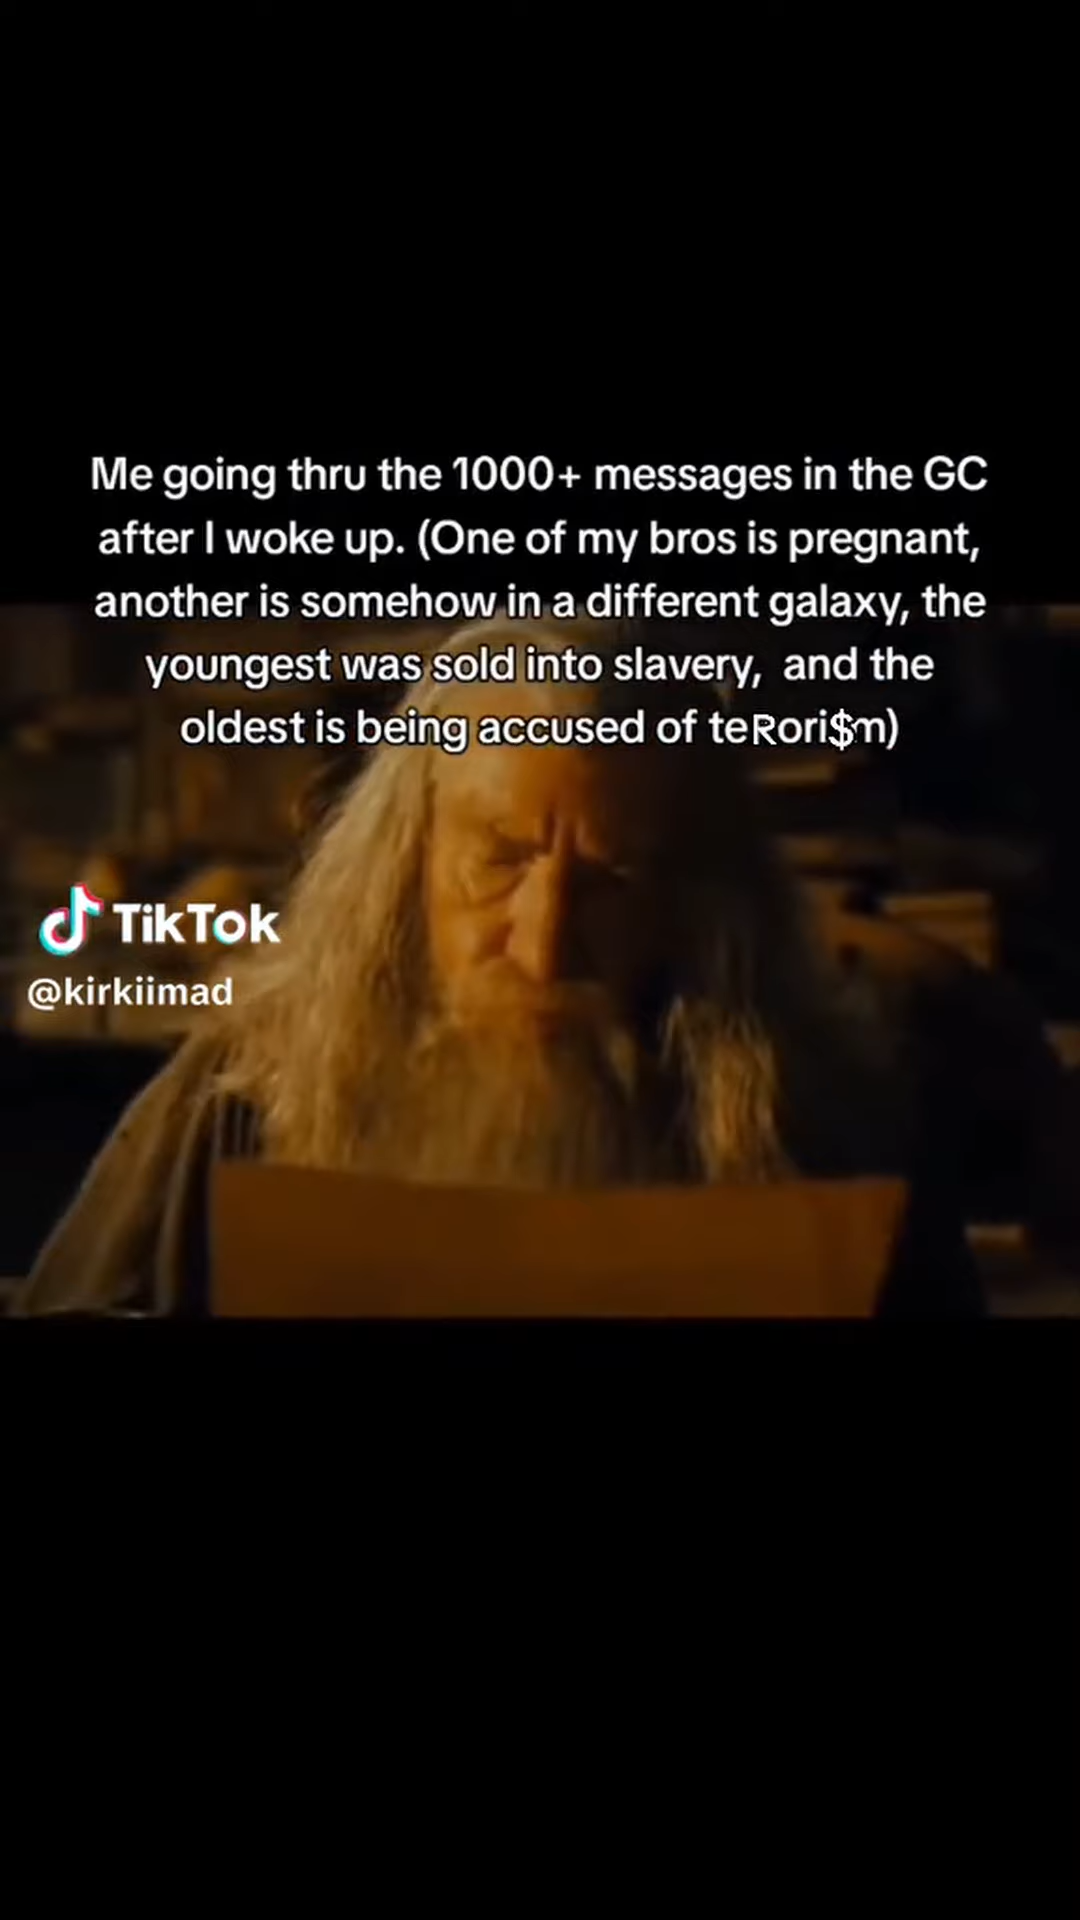 Me going thru the 1000+ messages in the GC
after I woke up. (One of my bros is pregnant,
another is somehow in a different galaxy, the
youngest was sold into slavery,  and the
oldest is being accused of teRori$m)
TikTok
@kirkiimad